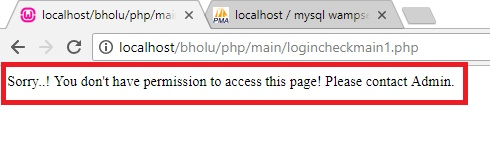 localhost/bholu/php/mai
localhost / mysql wampse
localhost/bholu/php/main/logincheckmain1.php
Sorry..! You don't have permission to access this page! Please contact Admin.